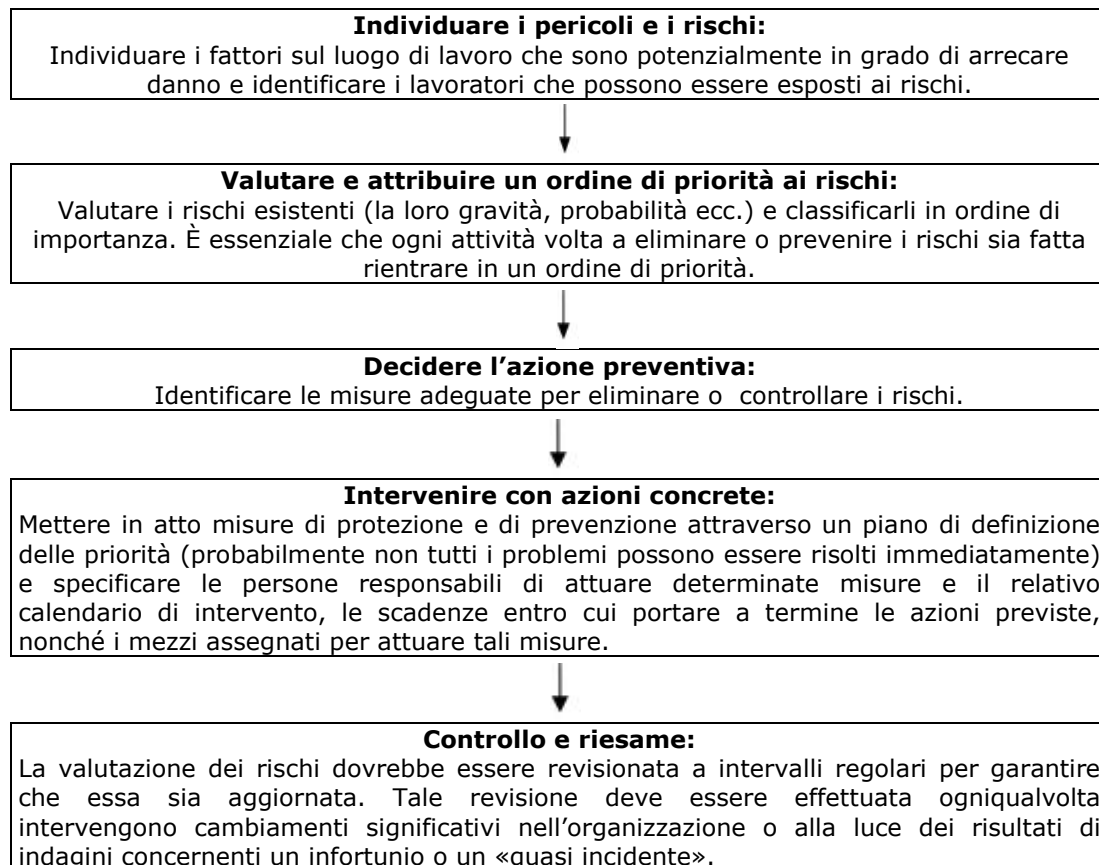 Individuare i pericoli e i rischi:
Individuare i fattori sul luogo di lavoro che sono potenzialmente in grado di arrecare
danno e identificare i lavoratori che possono essere esposti ai rischi.
Valutare e attribuire un ordine di priorità ai rischi:
Valutare i rischi esistenti (la loro gravità, probabilità ecc.) e classificarli in ordine di
importanza. È essenziale che ogni attività volta a eliminare o prevenire i rischi sia fatta
rientrare in un ordine di priorità.
Decidere l’azione preventiva:
Identificare le misure adeguate per eliminare o controllare i rischi.
Intervenire con azioni concrete:
Mettere in atto misure di protezione e di prevenzione attraverso un piano di definizione
delle priorità (probabilmente non tutti i problemi possono essere risolti immediatamente)
e specificare le persone responsabili di attuare determinate misure e il relativo
calendario di intervento, le scadenze entro cui portare a termine le azioni previste,
nonché i mezzi assegnati per attuare tali misure.
Controllo e riesame:
La valutazione dei rischi dovrebbe essere revisionata a intervalli regolari per garantire
che essa sia aggiornata. Tale revisione deve essere effettuata ogniqualvolta
intervengono cambiamenti significativi nell’organizzazione o alla luce dei risultati di
indagini concernenti un infortunio o un «quasi incidente».